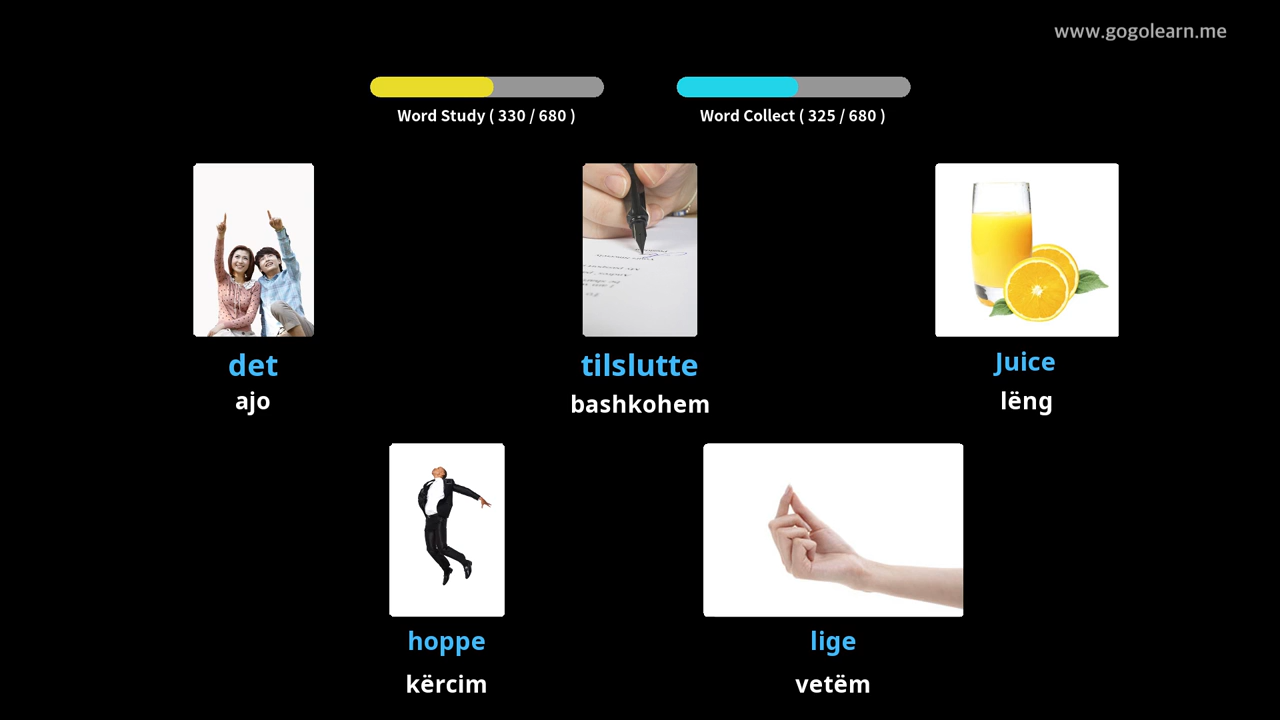 www.gogolearn.me
Word Study ( 330 / 680 )
Word Collect ( 325 / 680 )
det
ajo
tilslutte
bashkohem
Juice
lëng
hoppe
kërcim
lige
vetëm